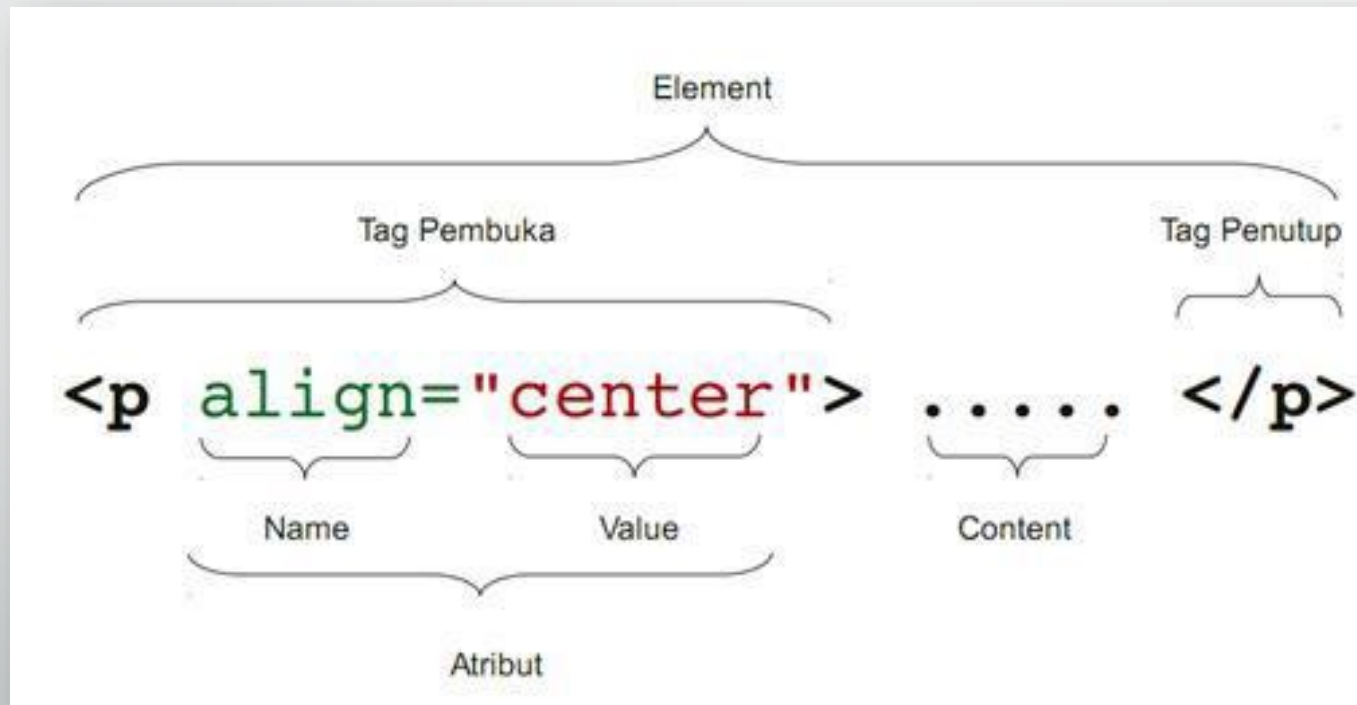 Element
Tag Pembuka Tag Penutup
<p align="center"> ..... </p>
Name Value Content
Atribut